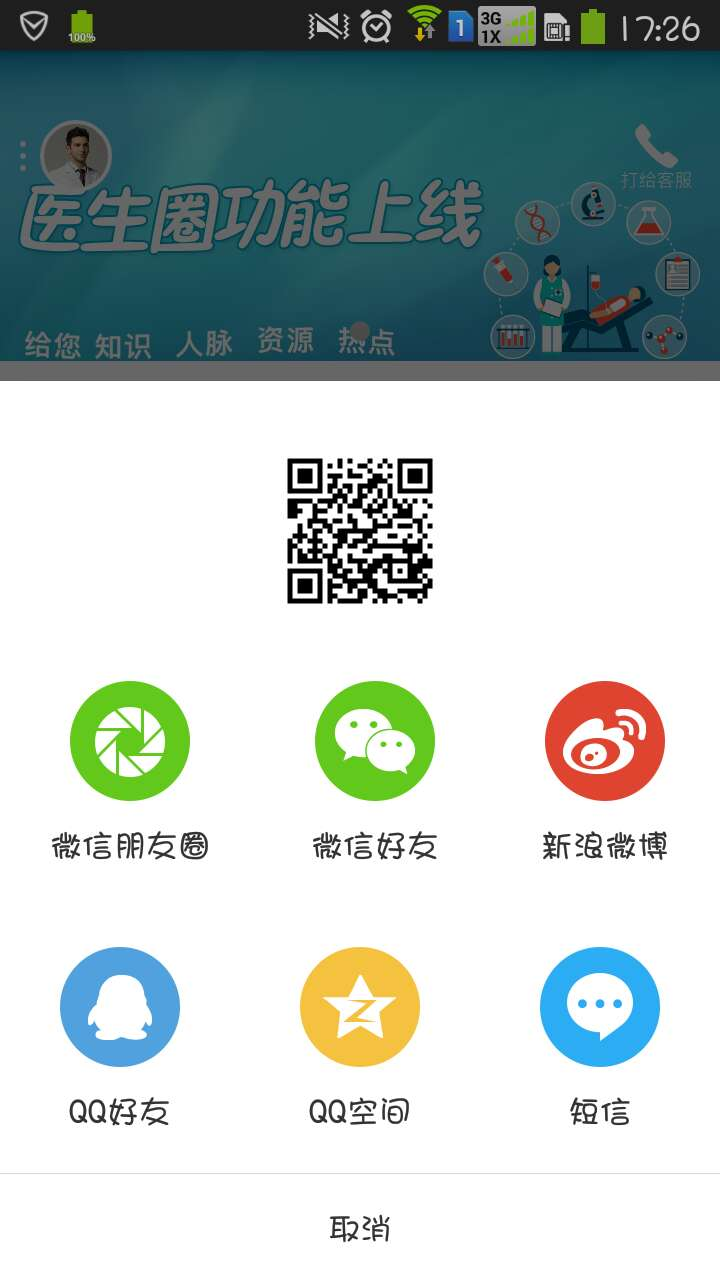 100%
1
3G
1X
17:26
打给客服
医生圈功能上线
给您 知识 人脉 资源 热点
微信朋友圈
微信好友
新浪微博
QQ好友
QQ空间
短信
取消